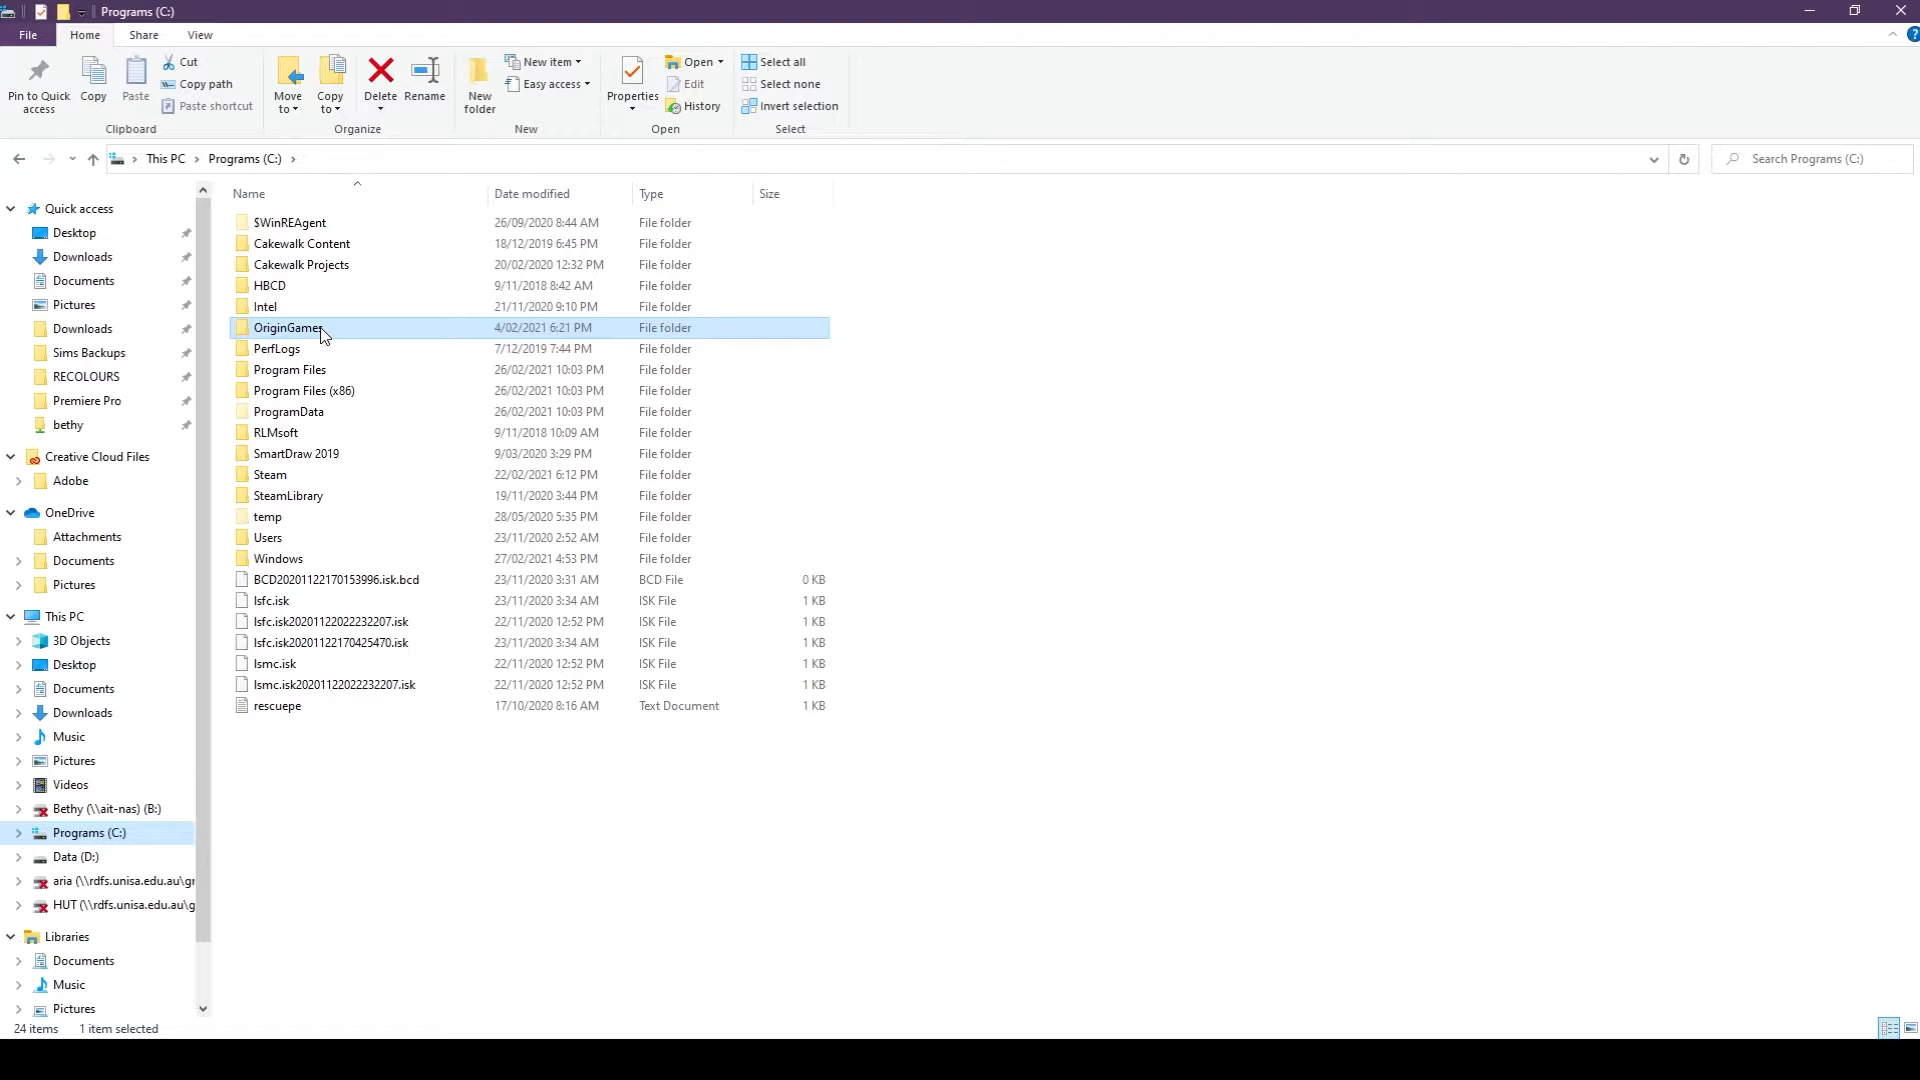 Programs (C:)
File Home Share View
Pin to Quick access
Copy
Paste
Cut
Copy path
Paste shortcut
Clipboard
Move to
Copy to
Delete
Rename
Organize
New folder
New item
Easy access
New
Properties
Open
Edit
History
Open
Select all
Select none
Invert selection
Select
This PC Programs (C:)
Search Programs (C:)
Quick access
Desktop
Downloads
Documents
Pictures
Downloads
Sims Backups
RECOLOURS
Premiere Pro
bethy
Creative Cloud Files
Adobe
OneDrive
Attachments
Documents
Pictures
This PC
3D Objects
Desktop
Documents
Downloads
Music
Pictures
Videos
Bethy (\\ait-nas) (B:)
Programs (C:)
Data (D:)
aria (\\rdfs.unisa.edu.au\gr
HUT (\\rdfs.unisa.edu.au\g
Libraries
Documents
Music
Pictures
Name Date modified Type Size
$WinREAgent 26/09/2020 8:44 AM File folder
Cakewalk Content 18/12/2019 6:45 PM File folder
Cakewalk Projects 20/02/2020 12:32 PM File folder
HBCD 9/11/2018 8:42 AM File folder
Intel 21/11/2020 9:10 PM File folder
OriginGames 4/02/2021 6:21 PM File folder
PerfLogs 7/12/2019 7:44 PM File folder
Program Files 26/02/2021 10:03 PM File folder
Program Files (x86) 26/02/2021 10:03 PM File folder
ProgramData 26/02/2021 10:03 PM File folder
RLMsoft 9/11/2018 10:09 AM File folder
SmartDraw 2019 9/03/2020 3:29 PM File folder
Steam 22/02/2021 6:12 PM File folder
SteamLibrary 19/11/2020 3:44 PM File folder
temp 28/05/2020 5:35 PM File folder
Users 23/11/2020 2:52 AM File folder
Windows 27/02/2021 4:53 PM File folder
BCD20201122170153996.isk.bcd 23/11/2020 3:31 AM BCD File 0 KB
lsfc.isk 23/11/2020 3:34 AM ISK File 1 KB
lsfc.isk20201122022232207.isk 22/11/2020 12:52 PM ISK File 1 KB
lsfc.isk20201122170425470.isk 23/11/2020 3:34 AM ISK File 1 KB
lsmc.isk 22/11/2020 12:52 PM ISK File 1 KB
lsmc.isk20201122022232207.isk 22/11/2020 12:52 PM ISK File 1 KB
rescuepe 17/10/2020 8:16 AM Text Document 1 KB
24 items 1 item selected